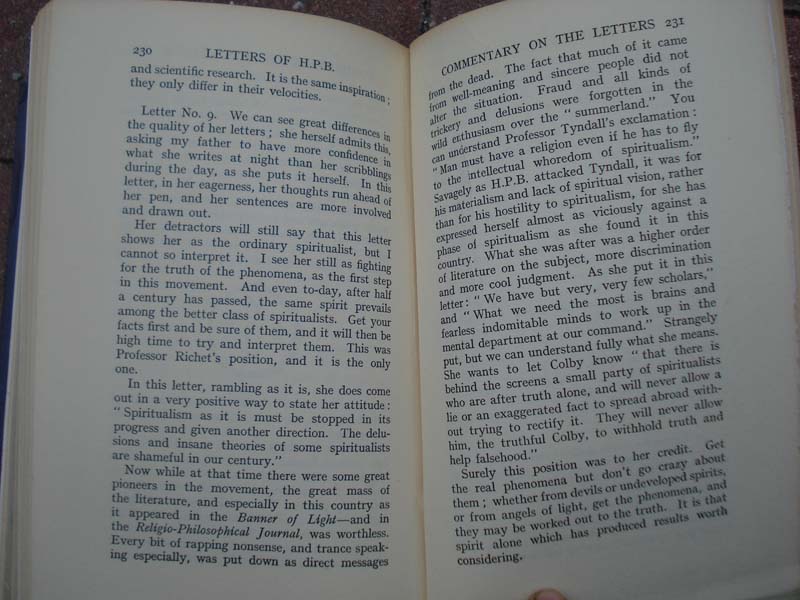 230 LETTERS OF H.P.B.
and scientific research. It is the same inspiration;
they only differ in their velocities.
Letter No. 9. We can see great differences in
the quality of her letters; she herself admits this,
asking my father to have more confidence in
what she writes at night than her scribblings
during the day, as she puts it herself. In this
letter, in her eagerness, her thoughts run ahead of
her pen, and her sentences are more involved
and drawn out.
Her detractors will still say that this letter
shows her as the ordinary spiritualist, but I
cannot so interpret it. I see her still as fighting
for the truth of the phenomena, as the first step
in this movement. And even to-day, after half
a century has passed, the same spirit prevails
among the better class of spiritualists. Get your
facts first and be sure of them, and it will then be
high time to try and interpret them. This was
Professor Richet's position, and it is the only
one.
In this letter, rambling as it is, she does come
out in a very positive way to state her attitude:
"Spiritualism as it is must be stopped in its
progress and given another direction. The delu-
sions and insane theories of some spiritualists
are shameful in our century."
Now while at that time there were some great
pioneers in the movement, the great mass of
the literature, and especially in this country as
it appeared in the Banner of Light—and in
the Religio-Philosophical Journal, was worthless.
Every bit of rapping nonsense, and trance speak-
ing especially, was put down as direct messages
COMMENTARY ON THE LETTERS 231
from the dead. The fact that much of it came
from well-meaning and sincere people did not
alter the situation. Fraud and all kinds of
trickery and delusions were forgotten in the
wild enthusiasm over the "summerland." You
can understand Professor Tyndall's exclamation:
"Man must have a religion even if he has to fly
to the intellectual whoredom of spiritualism."
Savagely as H.P.B. attacked Tyndall, it was for
his materialism and lack of spiritual vision, rather
than for his hostility to spiritualism, for she has
expressed herself almost as viciously against a
phase of spiritualism as she found it in this
country. What she was after was a higher order
of literature on the subject, more discrimination
and more cool judgment. As she put it in this
letter: "We have but very, very few scholars,"
and "What we need the most is brains and
fearless indomitable minds to work up in the
mental department at our command." Strangely
put, but we can understand fully what she means.
She wants to let Colby know "that there is
behind the screens a small party of spiritualists
who are after truth alone, and will never allow a
lie or an exaggerated fact to spread abroad with-
out trying to rectify it. They will never allow
him, the truthful Colby, to withhold truth and
help falsehood."
Surely this position was to her credit. Get
the real phenomena but don't go crazy about
them; whether from devils or undeveloped spirits,
or from angels of light, get the phenomena, and
they may be worked out to the truth. It is that
spirit alone which has produced results worth
considering.